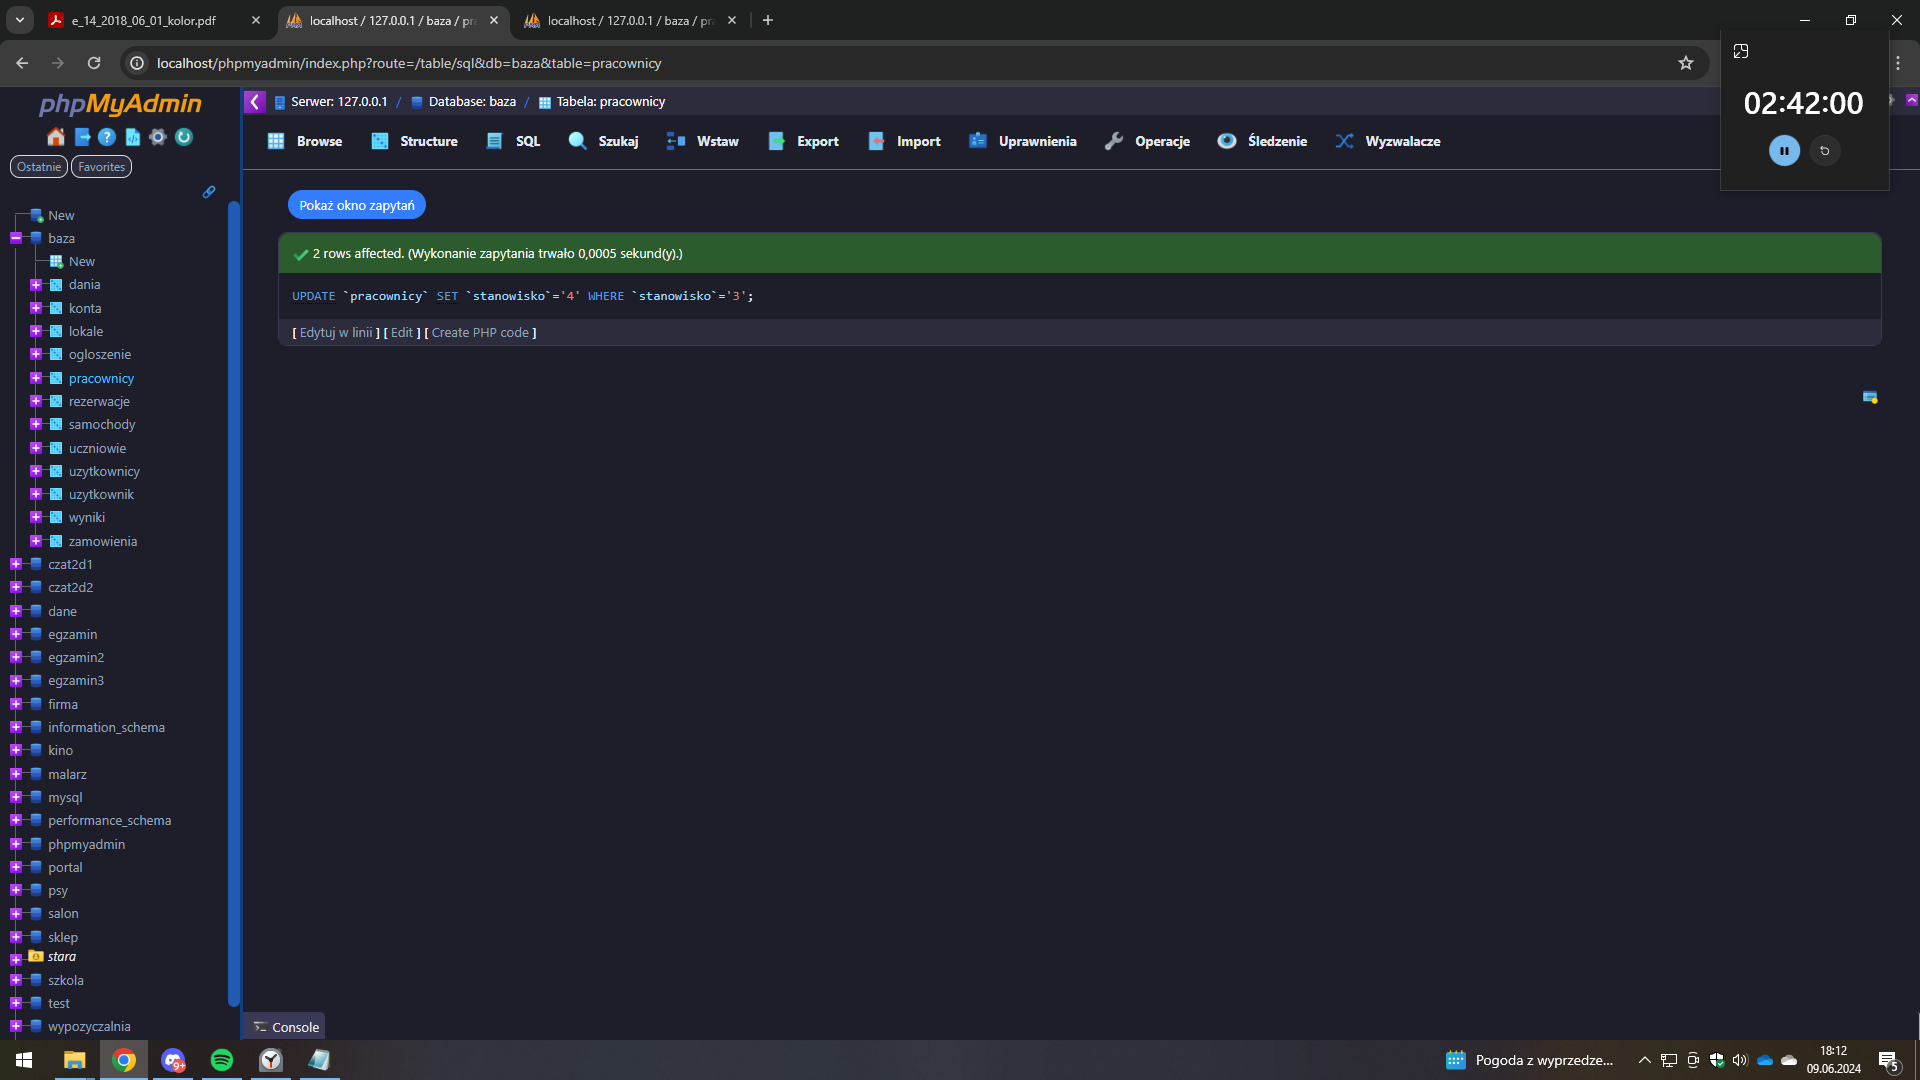 e_14_2018_06_01_kolor.pdf
localhost / 127.0.0.1 / baza / pr
localhost / 127.0.0.1 / baza / pr
localhost/phpmyadmin/index.php?route=/table/sql&db=baza&table=pracownicy
02:42:00
phpMyAdmin
Ostatnie
Favorites
New
baza
New
dania
konta
lokale
ogloszenie
pracownicy
rezerwacje
samochody
uczniowie
uzytkownicy
uzytkownik
wyniki
zamowienia
czat2d1
czat2d2
dane
egzamin
egzamin2
egzamin3
firma
information_schema
kino
malarz
mysql
performance_schema
phpmyadmin
portal
psy
salon
sklep
stara
szkola
test
wypozyczalnia
Serwer: 127.0.0.1 / Database: baza / Tabela: pracownicy
Browse Structure SQL Szukaj Wstaw Export Import Uprawnienia Operacje Śledzenie Wyzwalacze
Pokaż okno zapytań
2 rows affected. (Wykonanie zapytania trwało 0,0005 sekund(y).)
UPDATE `pracownicy` SET `stanowisko`='4' WHERE `stanowisko`='3';
[ Edytuj w linii ] [ Edit ] [ Create PHP code ]
Console
9+
Pogoda z wyprzedze...
18:12
09.06.2024
5